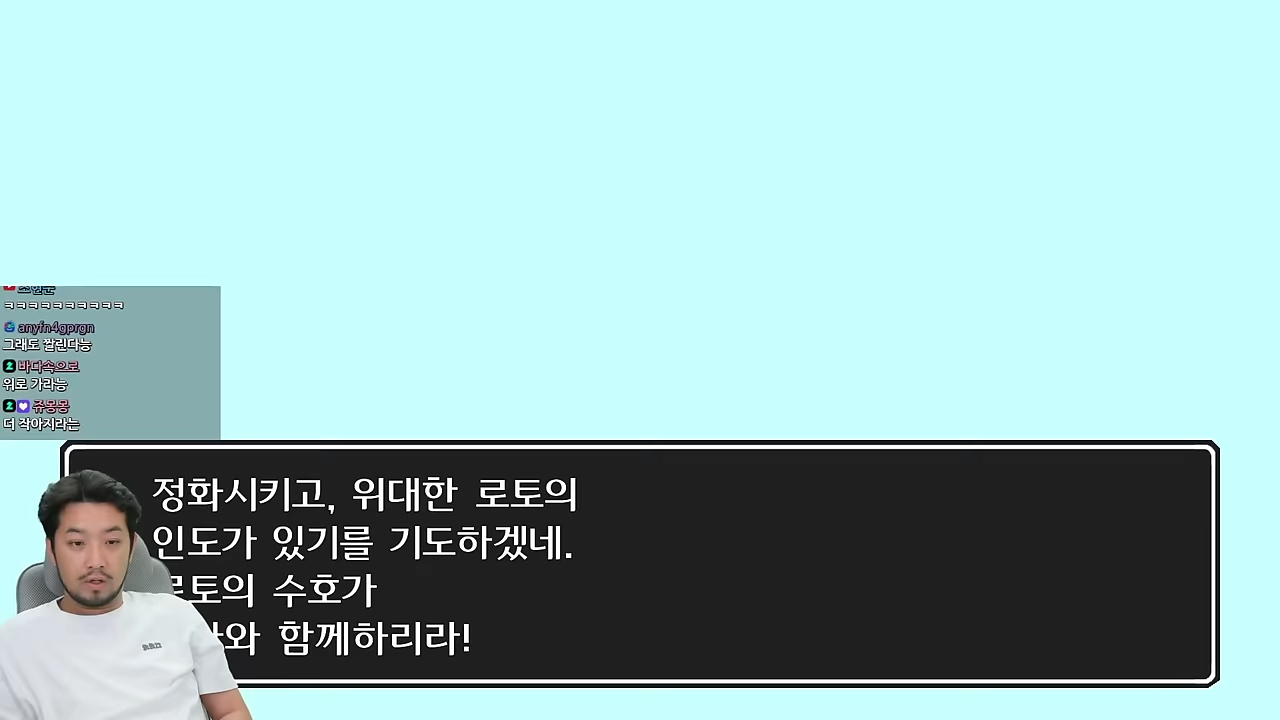 ㅋㅋㅋㅋㅋㅋㅋㅋㅋㅋ
anyfn4gprgn
그래도 짤린다능
바다속으로
위로 가라능
쥬몽몽
더 작아지라는
정화시키고, 위대한 로토의
인도가 있기를 기도하겠네.
로토의 수호가
와 함께하리라!